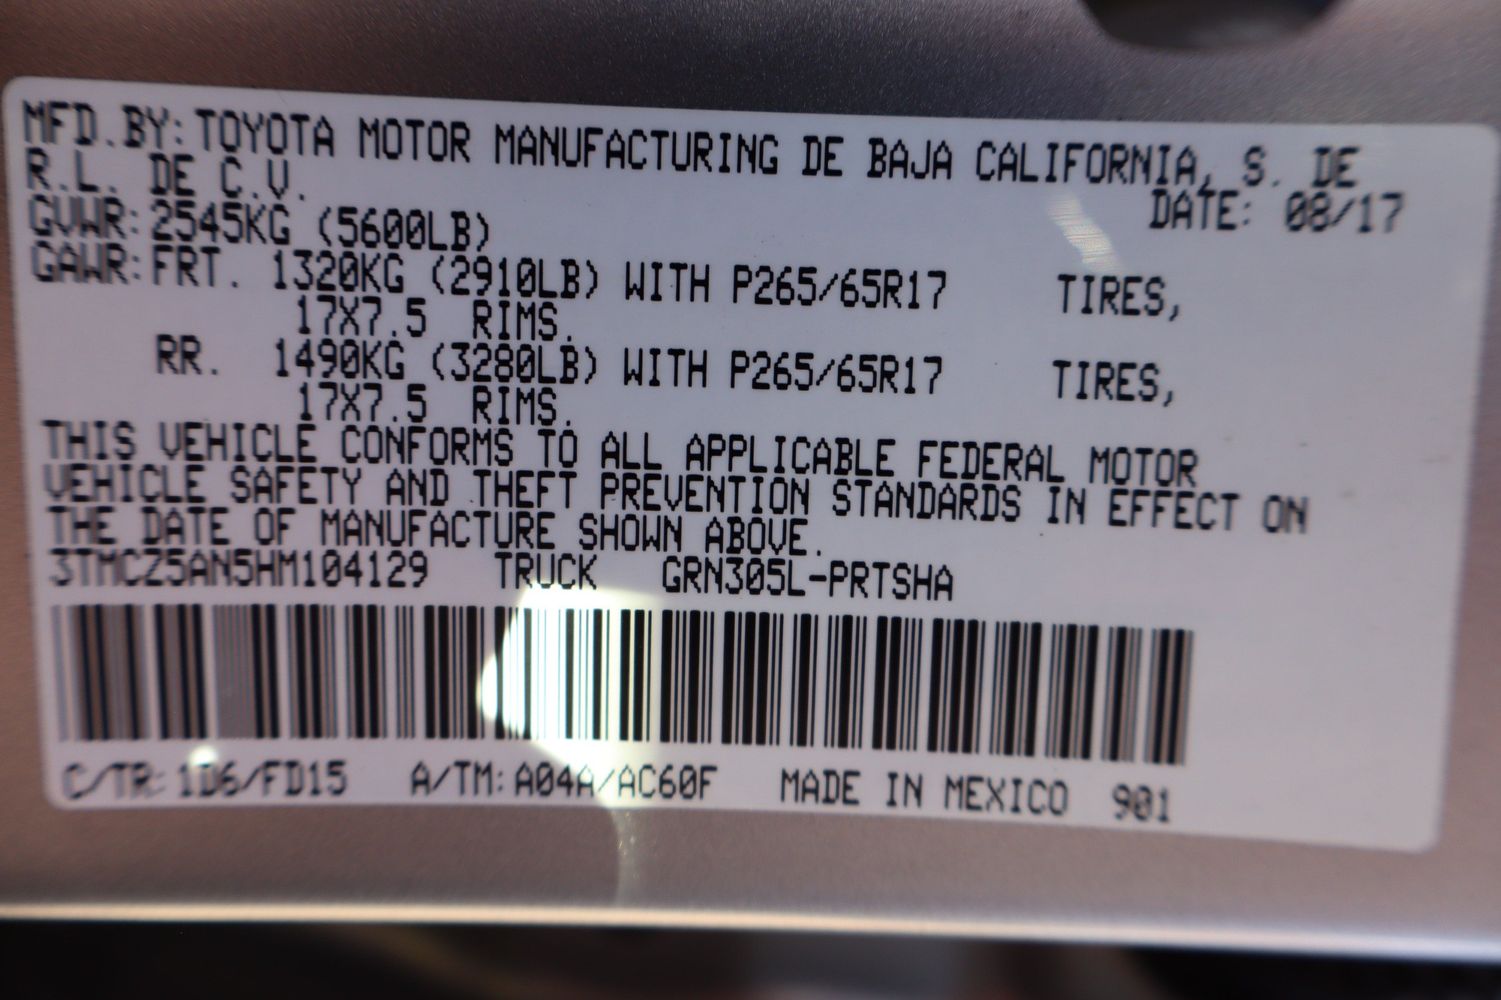 MFD.BY: TOYOTA MOTOR MANUFACTURING DE BAJA CALIFORNIA, S. DE
R.L. DE C.V.
DATE: 08/17
GVWR: 2545KG (5600LB)
GAWR: FRT. 1320KG (2910LB) WITH P265/65R17 TIRES,
17X7.5 RIMS.
RR. 1490KG (3280LB) WITH P265/65R17 TIRES,
17X7.5 RIMS.
THIS VEHICLE CONFORMS TO ALL APPLICABLE FEDERAL MOTOR
VEHICLE SAFETY AND THEFT PREVENTION STANDARDS IN EFFECT ON
THE DATE OF MANUFACTURE SHOWN ABOVE.
3TMCZ5AN5HM104129 TRUCK GRN305L-PRTSHA
C/TR: 1D6/FD15 A/TM: A04A/AC60F MADE IN MEXICO 901